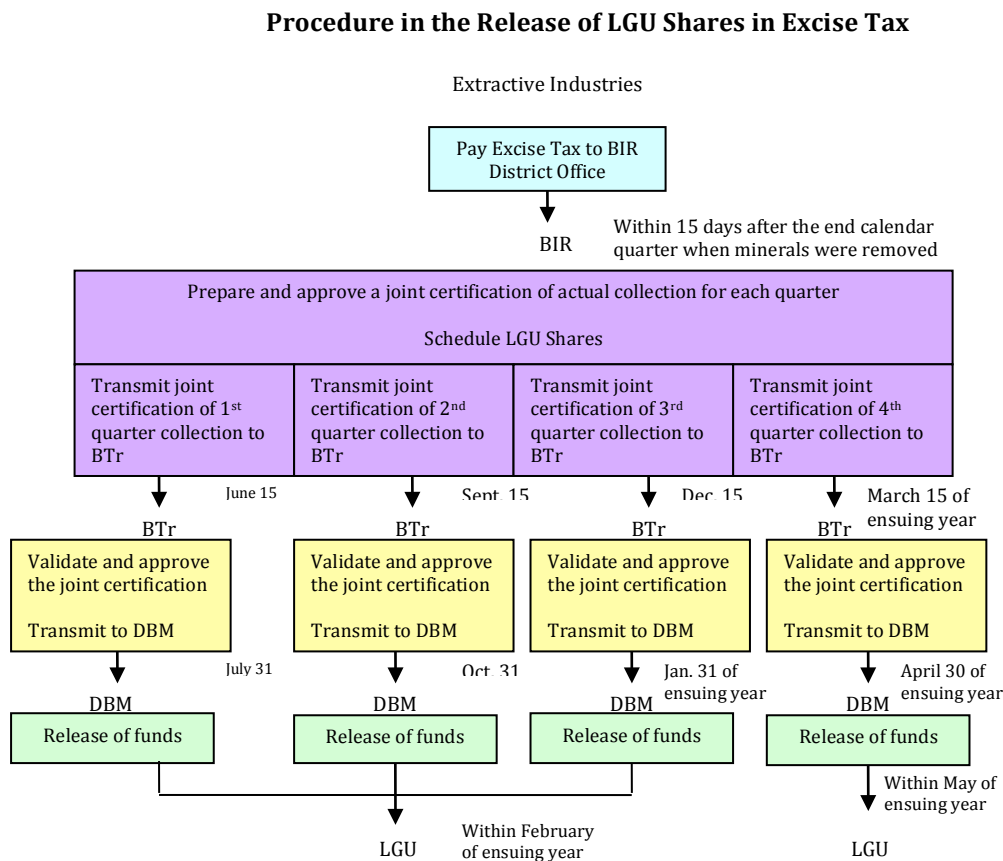 Procedure in the Release of LGU Shares in Excise Tax
Extractive Industries
Pay Excise Tax to BIR
District Office
Within 15 days after the end calendar
quarter when minerals were removed
BIR
Prepare and approve a joint certification of actual collection for each quarter
Schedule LGU Shares
Transmit joint
certification of 1st
quarter collection to
BTr
Transmit joint
certification of 2nd
quarter collection to
BTr
Transmit joint
certification of 3rd
quarter collection to
BTr
Transmit joint
certification of 4th
quarter collection to
BTr
June 15
Sept. 15
Dec. 15
March 15 of
ensuing year
BTr
BTr
BTr
BTr
Validate and approve
the joint certification
Transmit to DBM
Validate and approve
the joint certification
Transmit to DBM
Validate and approve
the joint certification
Transmit to DBM
Validate and approve
the joint certification
Transmit to DBM
July 31
Oct. 31
Jan. 31 of
ensuing year
April 30 of
ensuing year
DBM
DBM
DBM
DBM
Release of funds
Release of funds
Release of funds
Release of funds
Within May of
ensuing year
Within February
of ensuing year
LGU
LGU